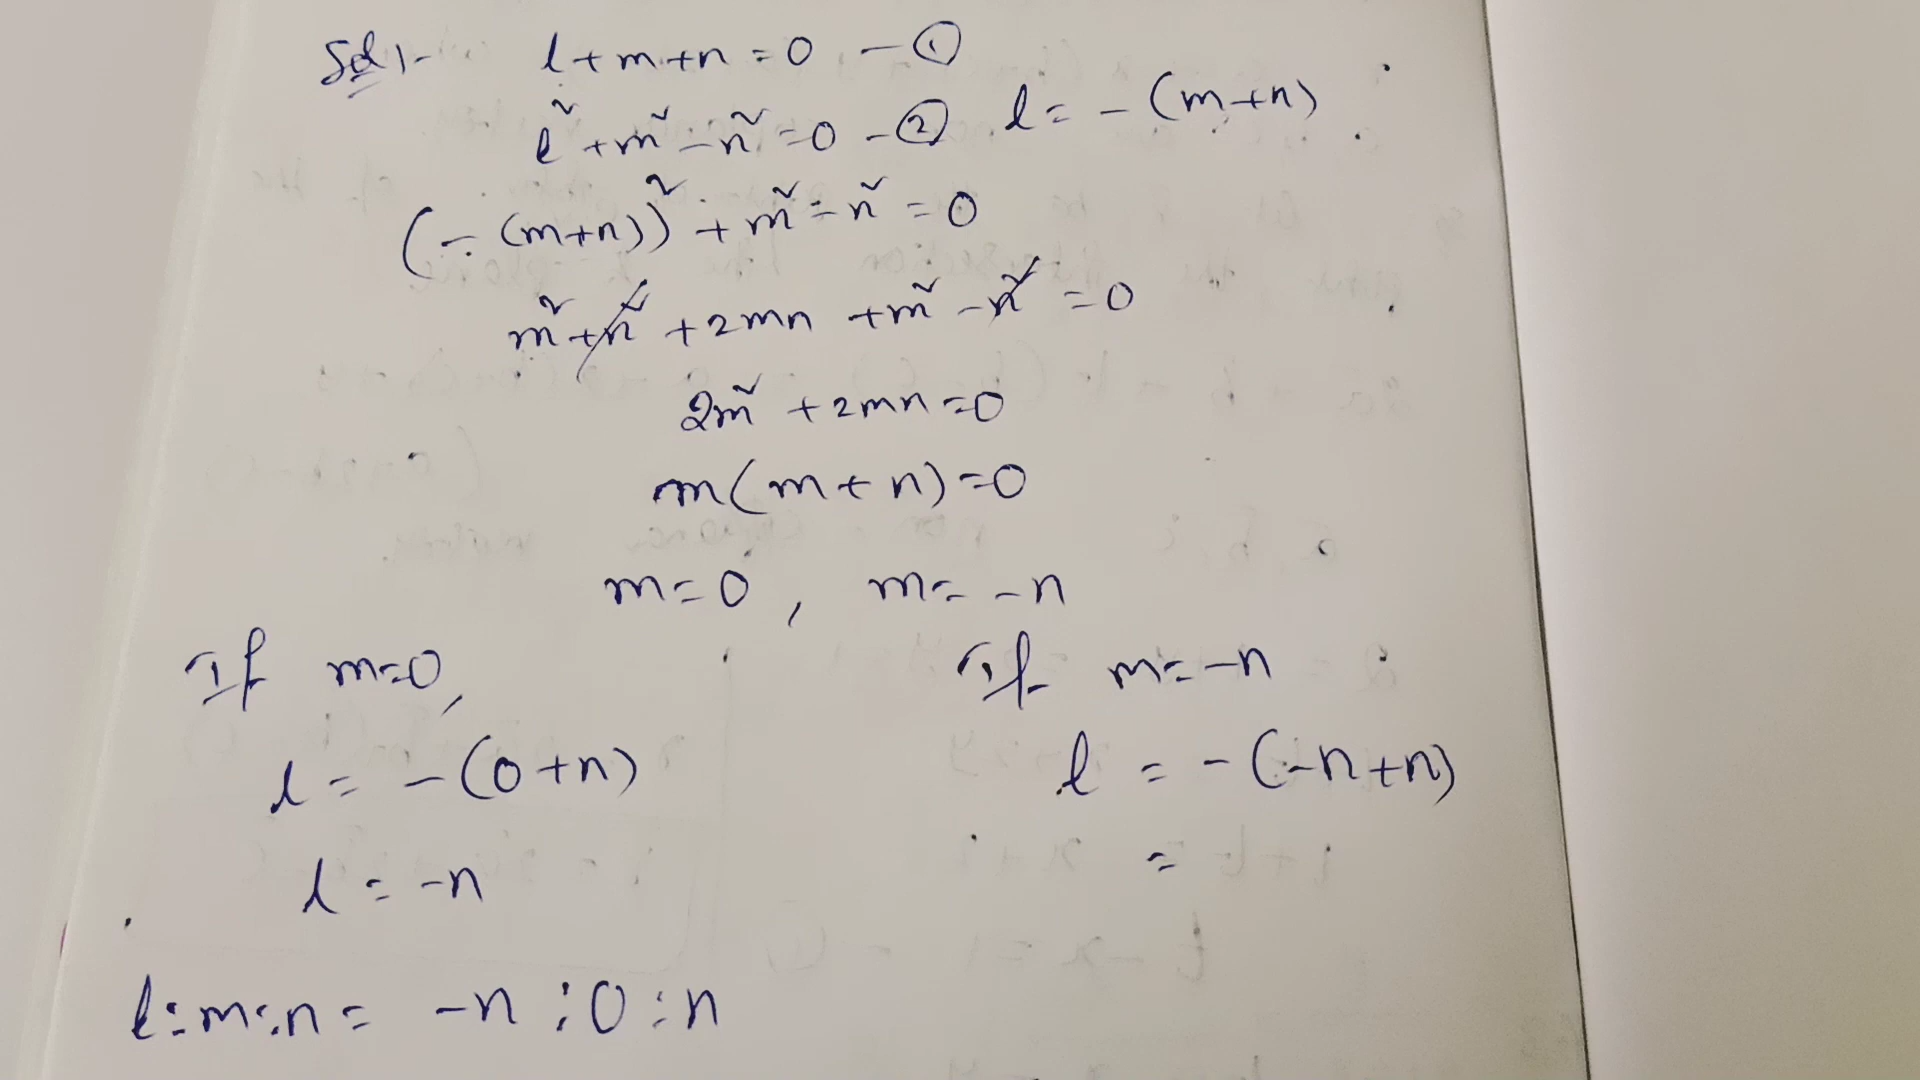 Sol :- l+m+n=0 -①
l²+m²-n²=0 -② l= -(m+n)
(-(m+n))²+m²-n²=0
m²+n²+2mn+m²-n²=0
2m²+2mn=0
m(m+n)=0
m=0, m=-n
If m=0, If m=-n
l= -(0+n) l = -(-n+n)
l = -n =
l:m:n= -n:0:n